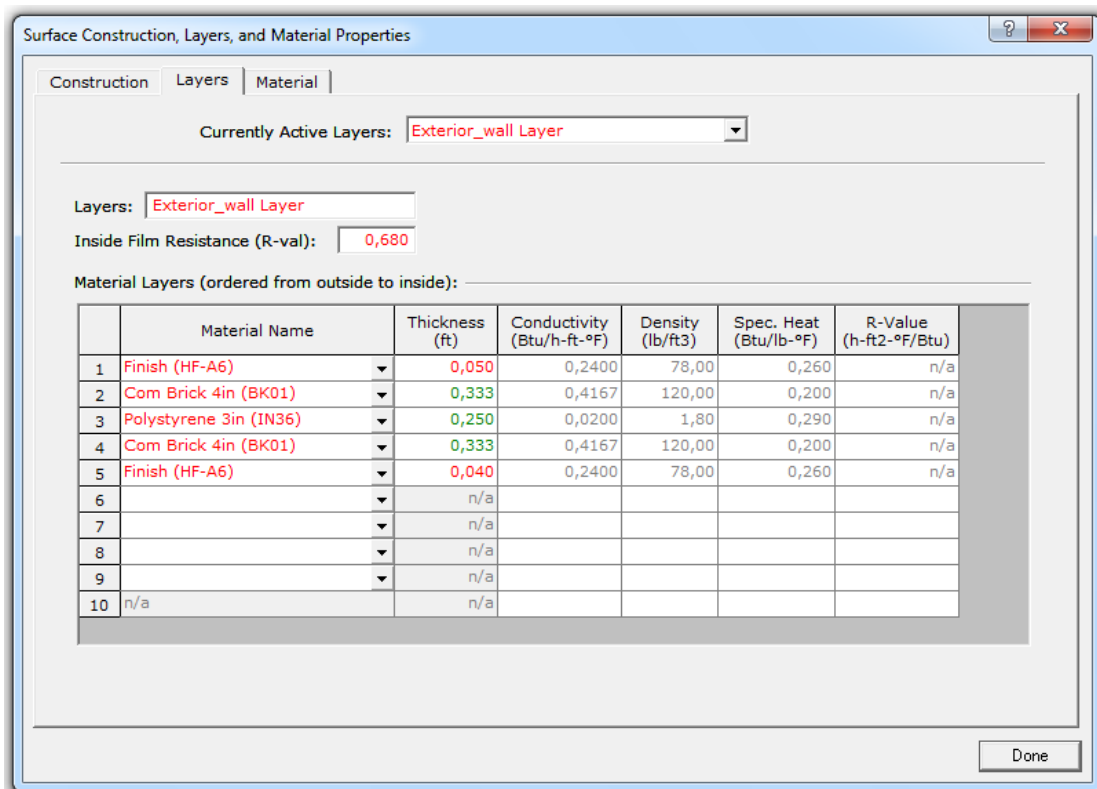 Surface Construction, Layers, and Material Properties
? X
Construction Layers Material
Currently Active Layers: Exterior_wall Layer
Layers: Exterior_wall Layer
Inside Film Resistance (R-val): 0,680
Material Layers (ordered from outside to inside):
Material Name Thickness (ft) Conductivity (Btu/h-ft-°F) Density (lb/ft3) Spec. Heat (Btu/lb-°F) R-Value (h-ft2-°F/Btu)
1 Finish (HF-A6) 0,050 0,2400 78,00 0,260 n/a
2 Com Brick 4in (BK01) 0,333 0,4167 120,00 0,200 n/a
3 Polystyrene 3in (IN36) 0,250 0,0200 1,80 0,290 n/a
4 Com Brick 4in (BK01) 0,333 0,4167 120,00 0,200 n/a
5 Finish (HF-A6) 0,040 0,2400 78,00 0,260 n/a
6 n/a
7 n/a
8 n/a
9 n/a
10 n/a n/a
Done